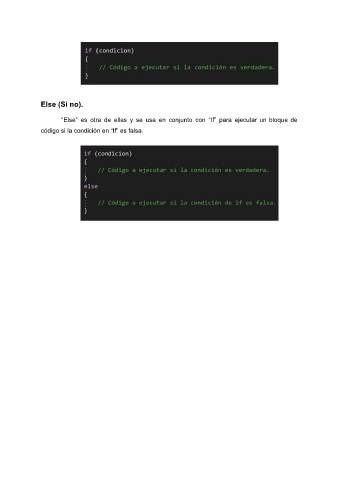 if (condicion)
{
// Código a ejecutar si la condición es verdadera.
}
Else (Si no).
“Else” es otra de ellas y se usa en conjunto con “If” para ejecutar un bloque de
código si la condición en “If” es falsa.
if (condicion)
{
// Código a ejecutar si la condición es verdadera.
}
else
{
// Código a ejecutar si la condición de if es falsa.
}